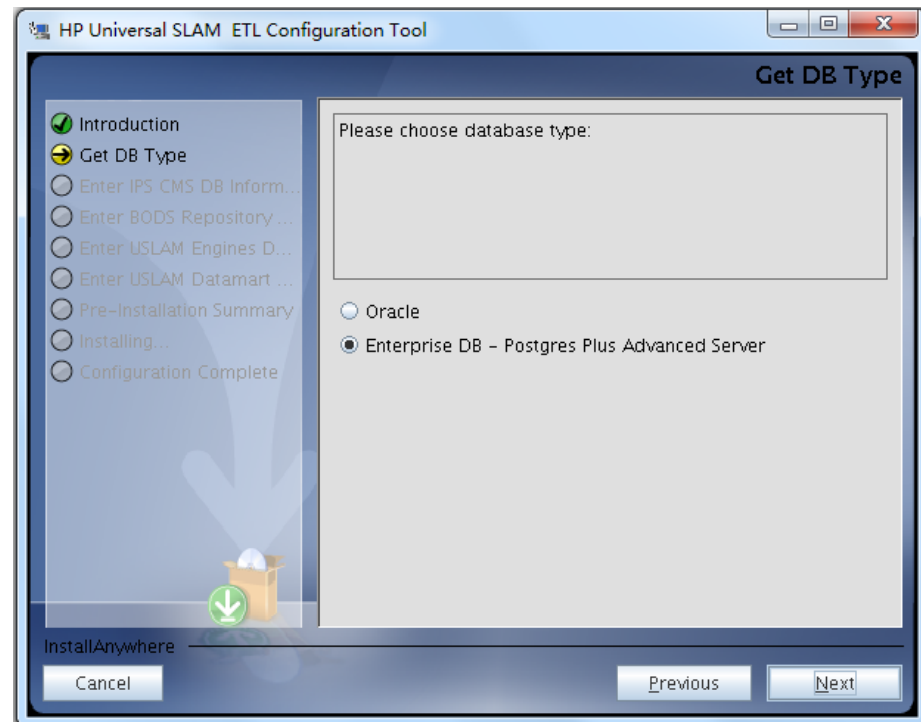 HP Universal SLAM ETL Configuration Tool
Get DB Type
Introduction
Get DB Type
Enter IPS CMS DB Inform...
Enter BODS Repository ...
Enter USLAM Engines D...
Enter USLAM Datamart ...
Pre-Installation Summary
Installing...
Configuration Complete
Please choose database type:
Oracle
Enterprise DB - Postgres Plus Advanced Server
InstallAnywhere
Cancel
Previous
Next